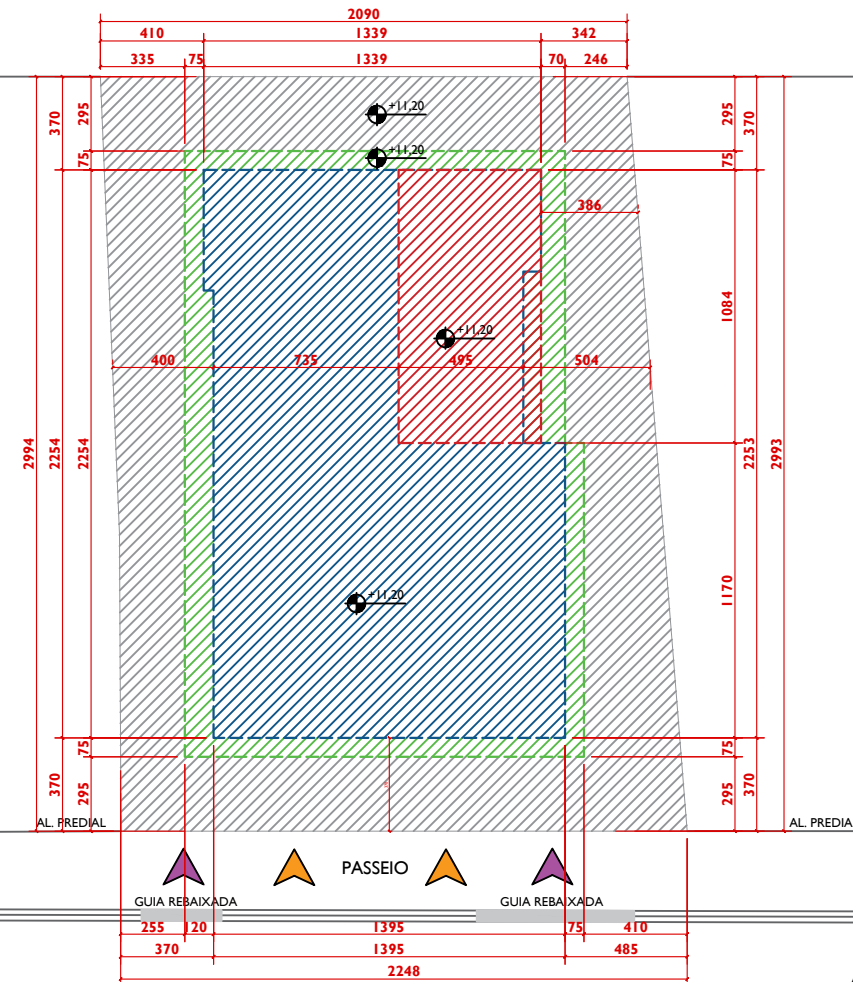 2090
410 1339 342
335 75 1339 70 246
370 295 +11,20 295 370
75 +11,20 75
386
1084
+11,20
400 735 495 504
2994 2254 2254 2253 2993
1170
+11,20
75 75
370 295 295 370
AL. PREDIAL AL. PREDIA
PASSEIO
GUIA REBAIXADA GUIA REBAIXADA
255 120 1395 75 410
370 1395 485
2248